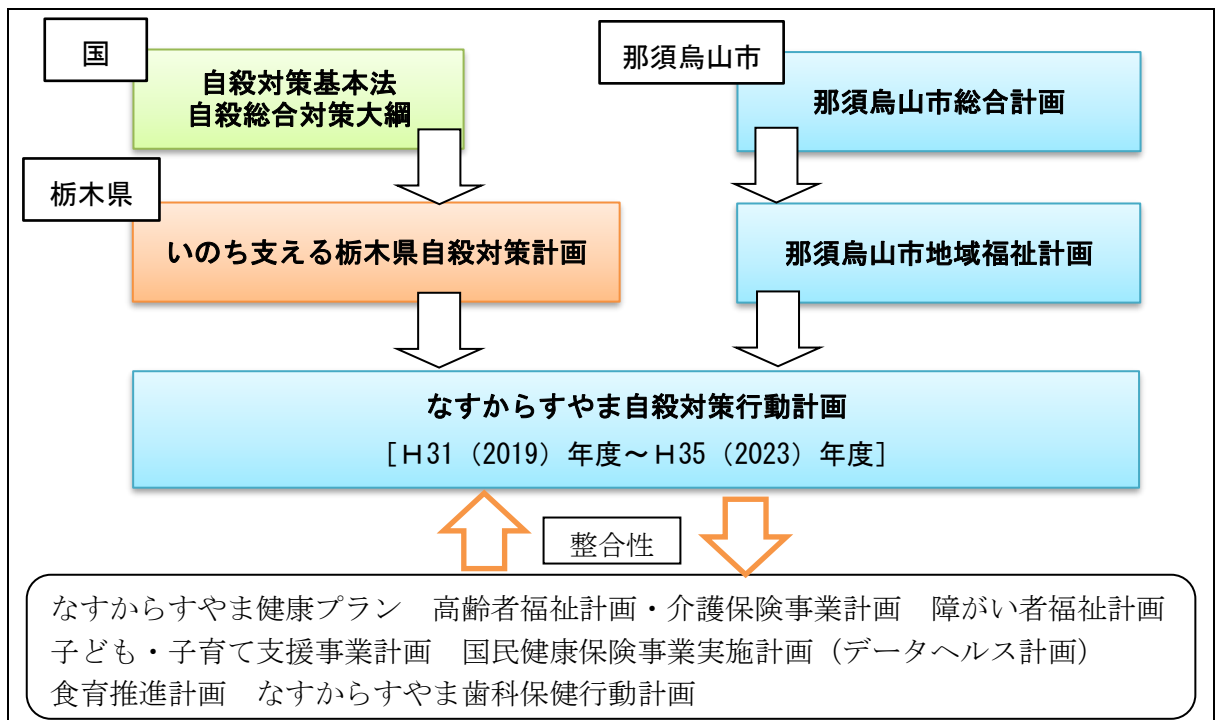 国
自殺対策基本法
自殺総合対策大綱
那須烏山市
那須烏山市総合計画
栃木県
いのち支える栃木県自殺対策計画
那須烏山市地域福祉計画
なすからすやま自殺対策行動計画
[H31（2019）年度～H35（2023）年度]
整合性
なすからすやま健康プラン　高齢者福祉計画・介護保険事業計画　障がい者福祉計画
子ども・子育て支援事業計画　国民健康保険事業実施計画（データヘルス計画）
食育推進計画　なすからすやま歯科保健行動計画